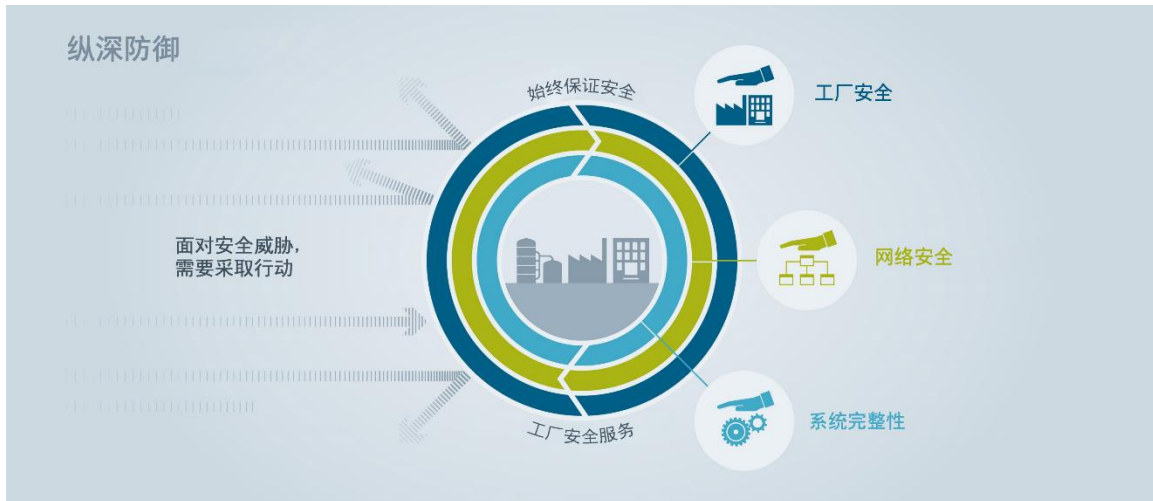 纵深防御
始终保证安全
工厂安全
面对安全威胁，
需要采取行动
网络安全
系统完整性
工厂安全服务